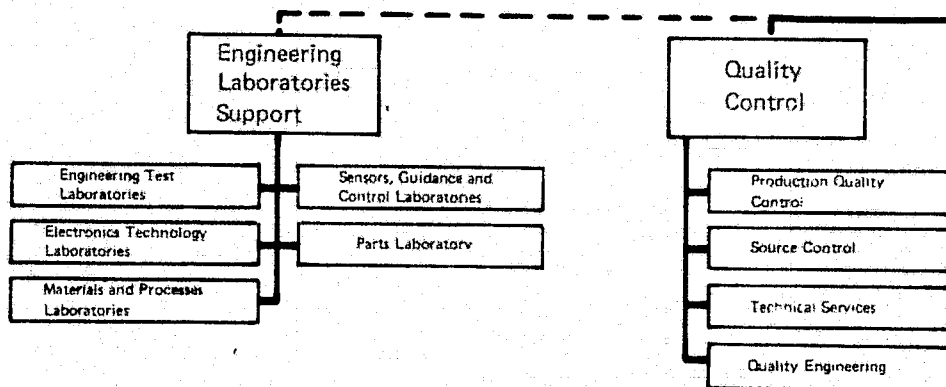 Engineering
Laboratories
Support
Engineering Test
Laboratories
Sensors, Guidance and
Control Laboratories
Electronics Technology
Laboratories
Parts Laboratory
Materials and Processes
Laboratories
Quality
Control
Production Quality
Control
Source Control
Technical Services
Quality Engineering